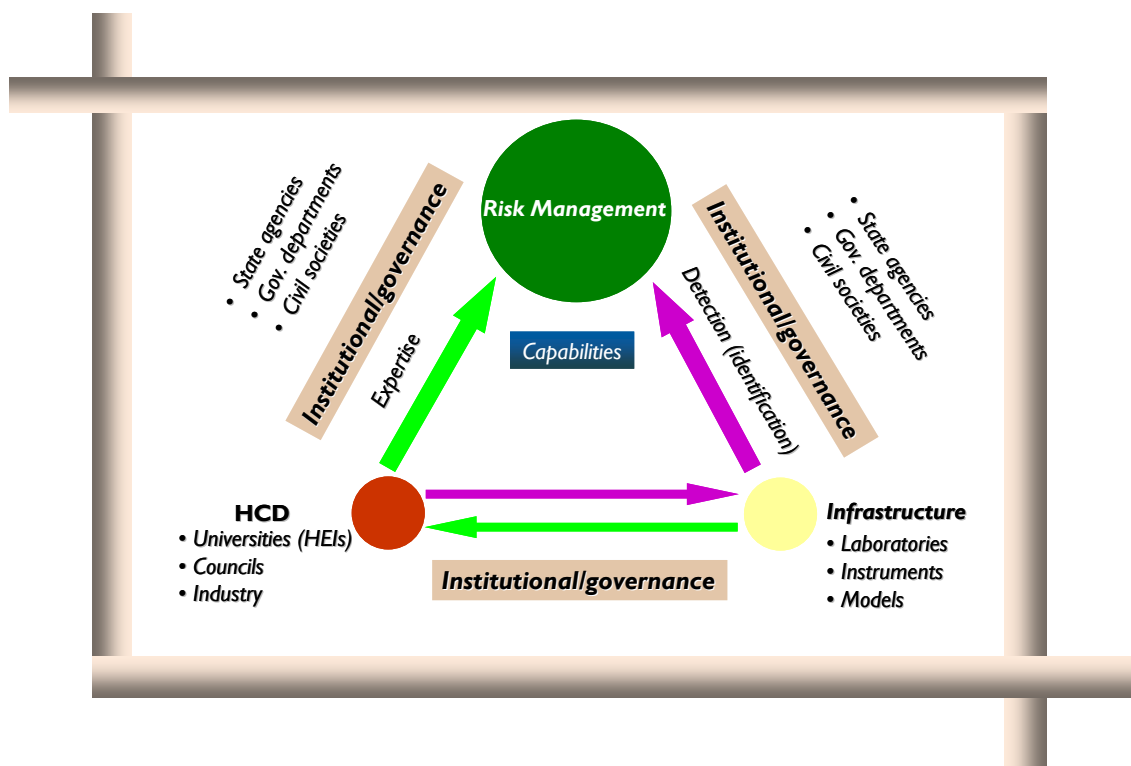 Risk Management
Institutional/governance
• State agencies
• Gov. departments
• Civil societies
Expertise
Capabilities
Detection (identification)
Institutional/governance
• State agencies
• Gov. departments
• Civil societies
HCD
• Universities (HEIs)
• Councils
• Industry
Institutional/governance
Infrastructure
• Laboratories
• Instruments
• Models